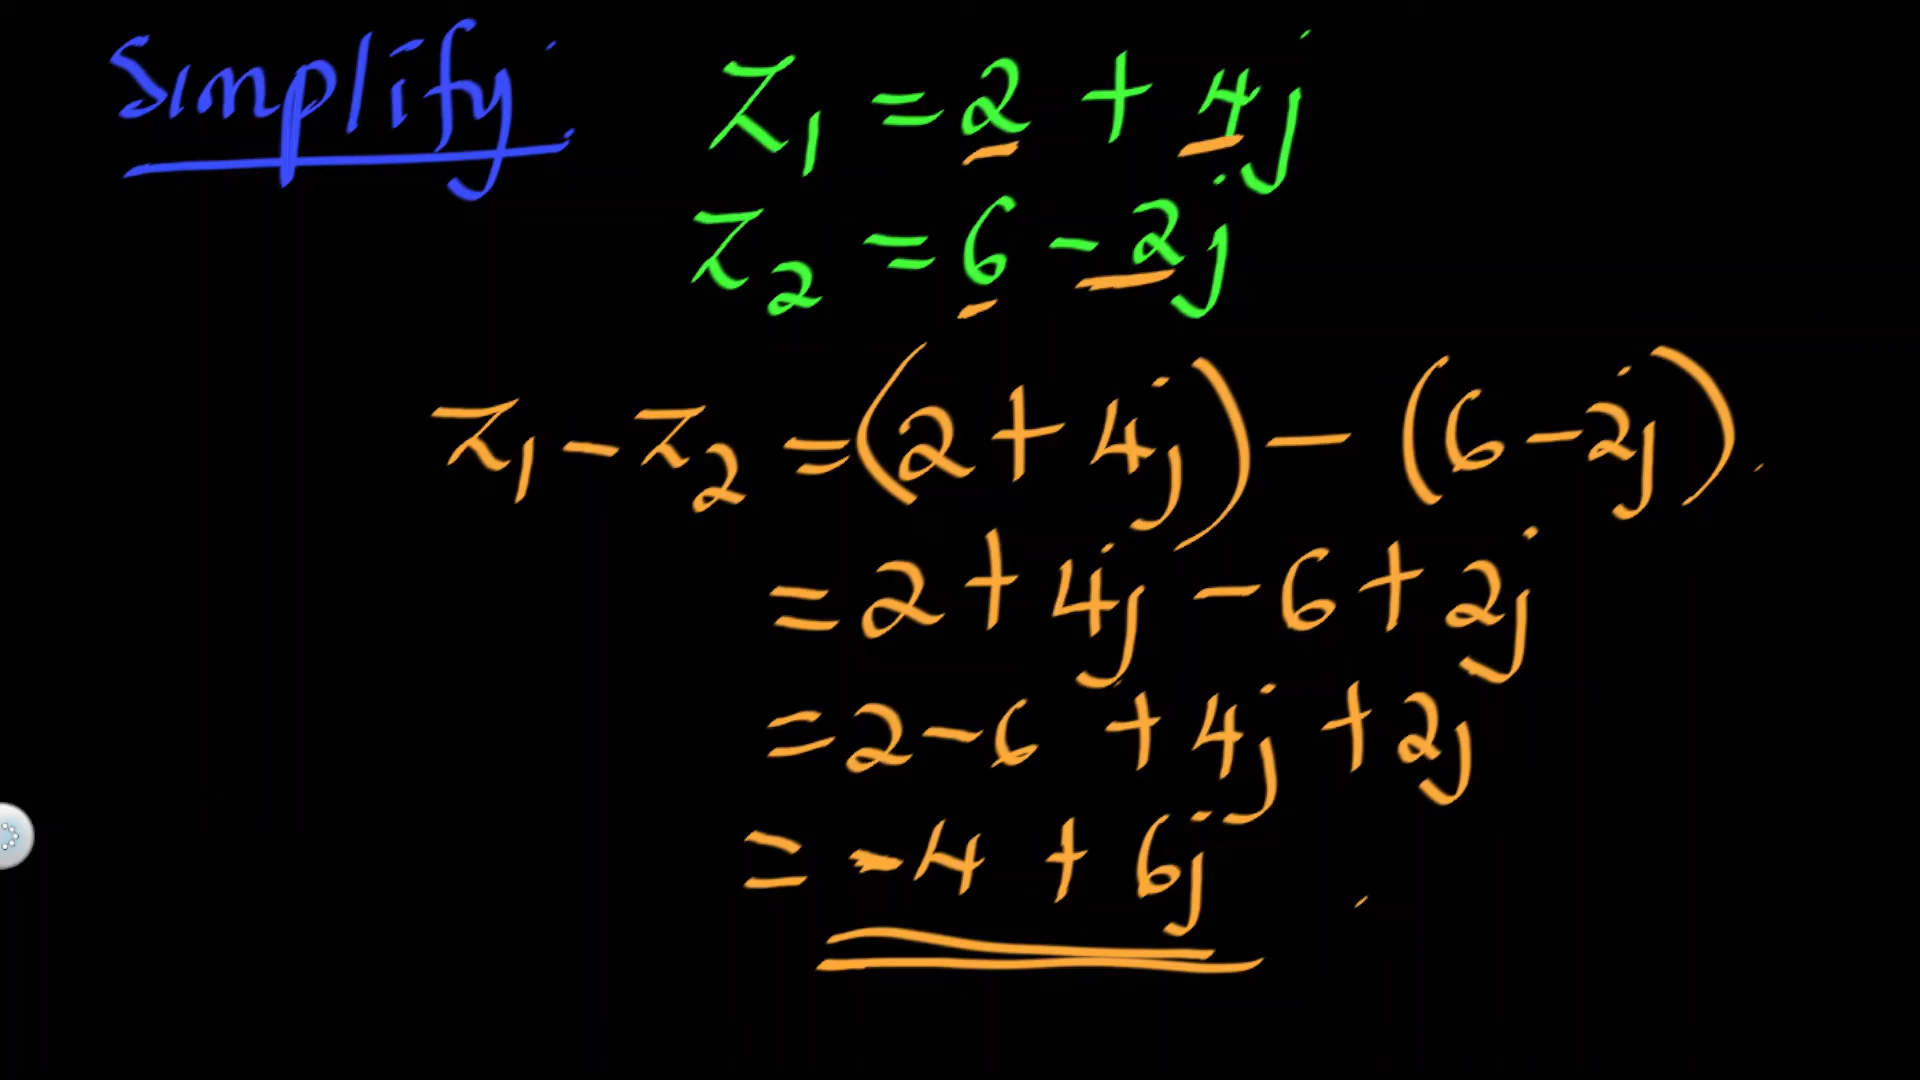 Simplify. Z₁ = 2 + 4j
Z₂ = 6 - 2j
Z₁ - Z₂ = (2 + 4j) - (6 - 2j).
= 2 + 4j - 6 + 2j
= 2 - 6 + 4j + 2j
= -4 + 6j